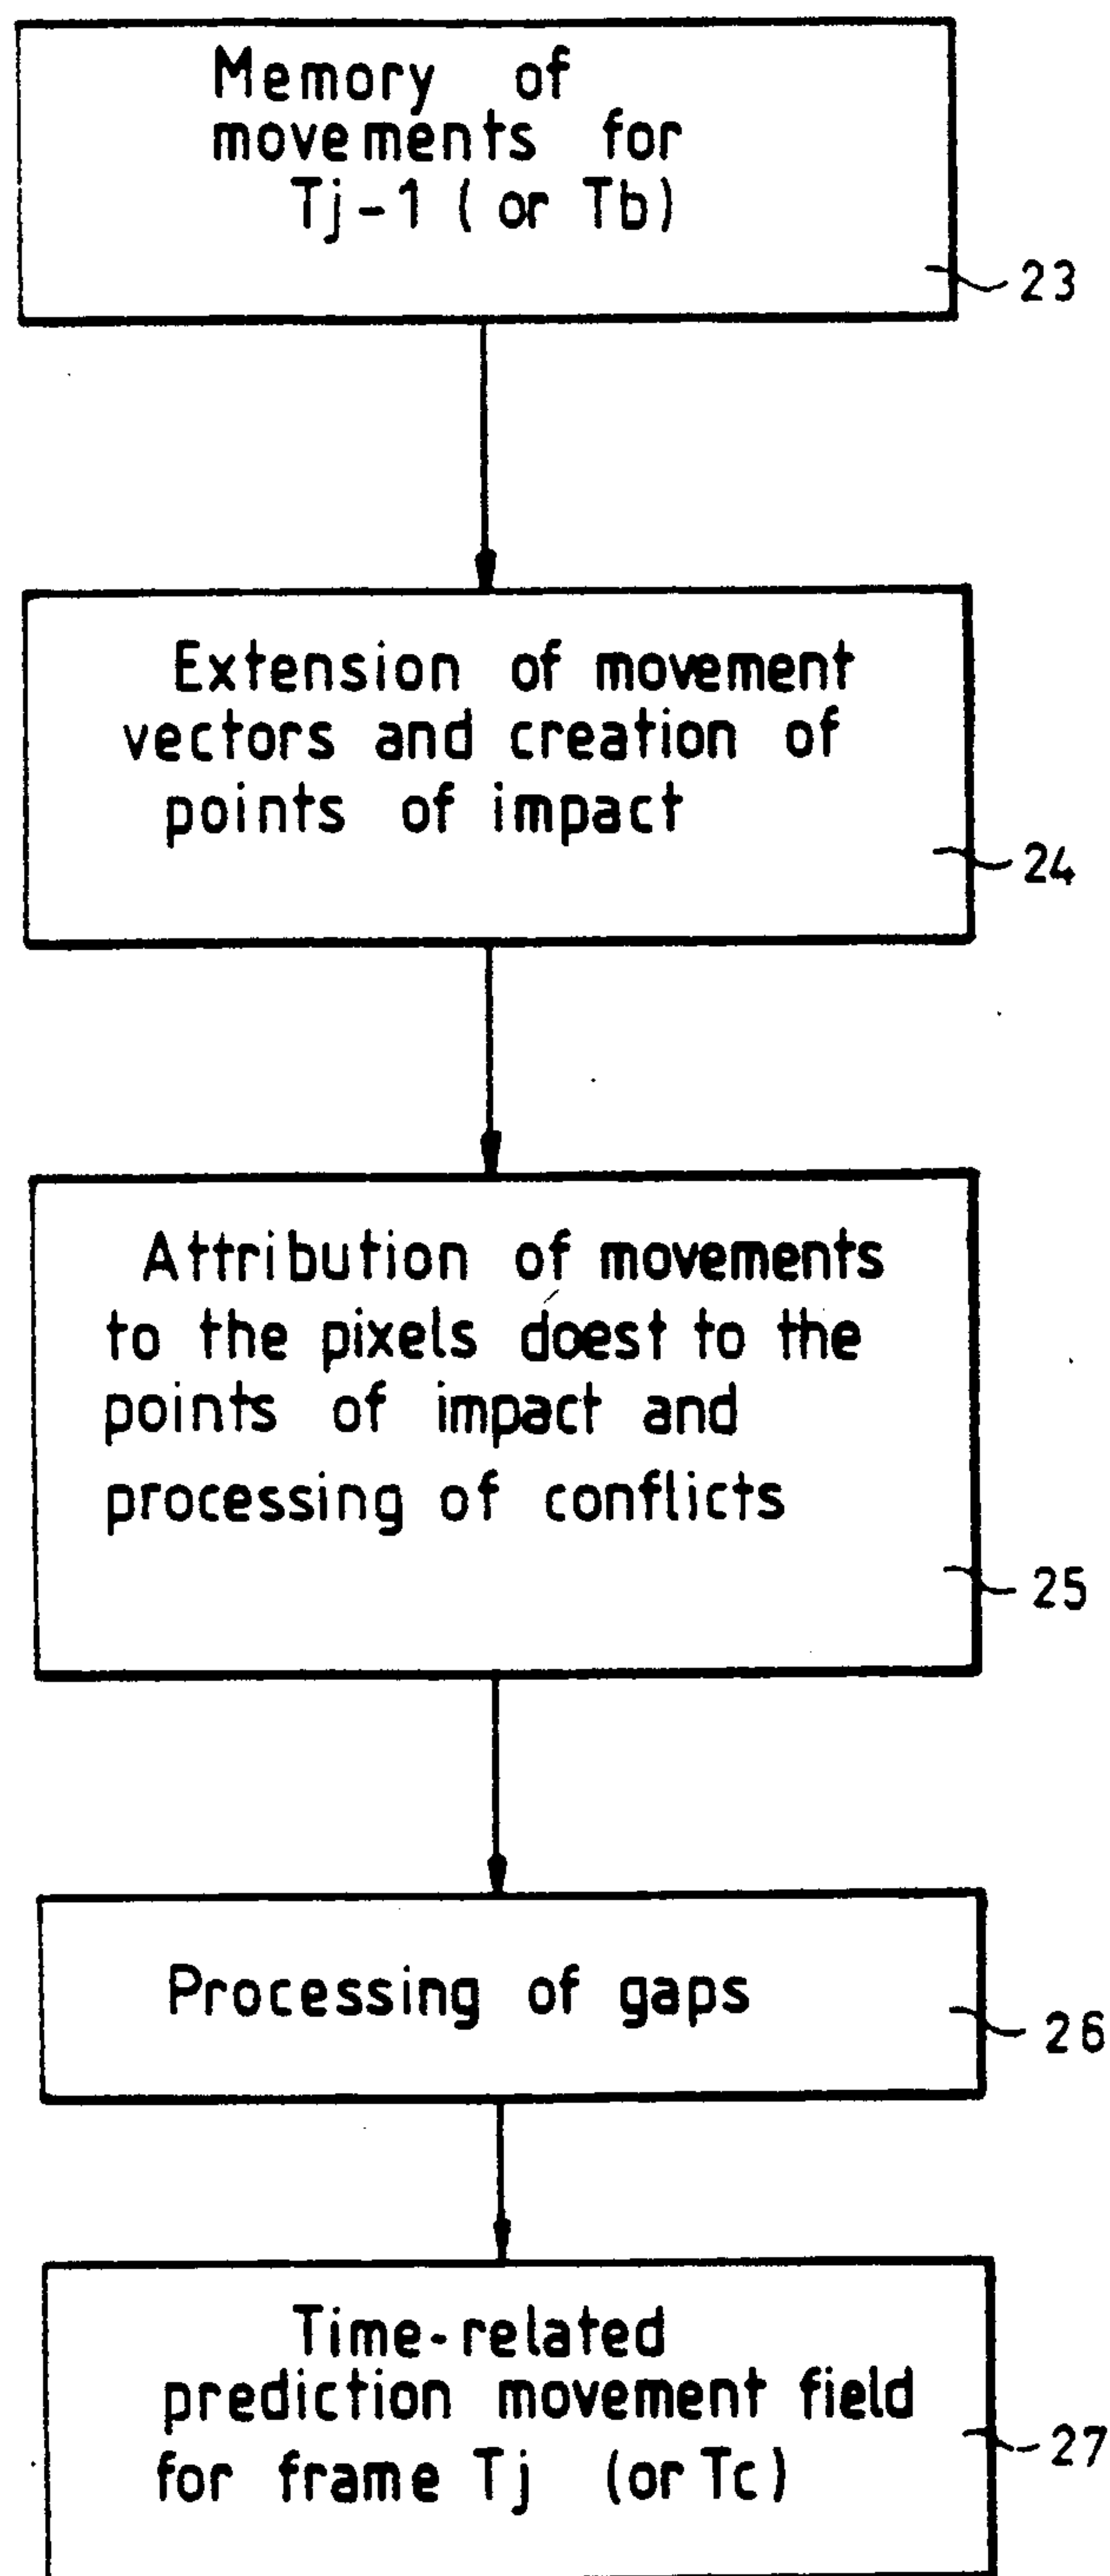 Memory of
movements for
Tj-1 (or Tb)
23
Extension of movement
vectors and creation of
points of impact
24
Attribution of movements
to the pixels doest to the
points of impact and
processing of conflicts
25
Processing of gaps
26
Time-related
prediction movement field
for frame Tj (or Tc)
27